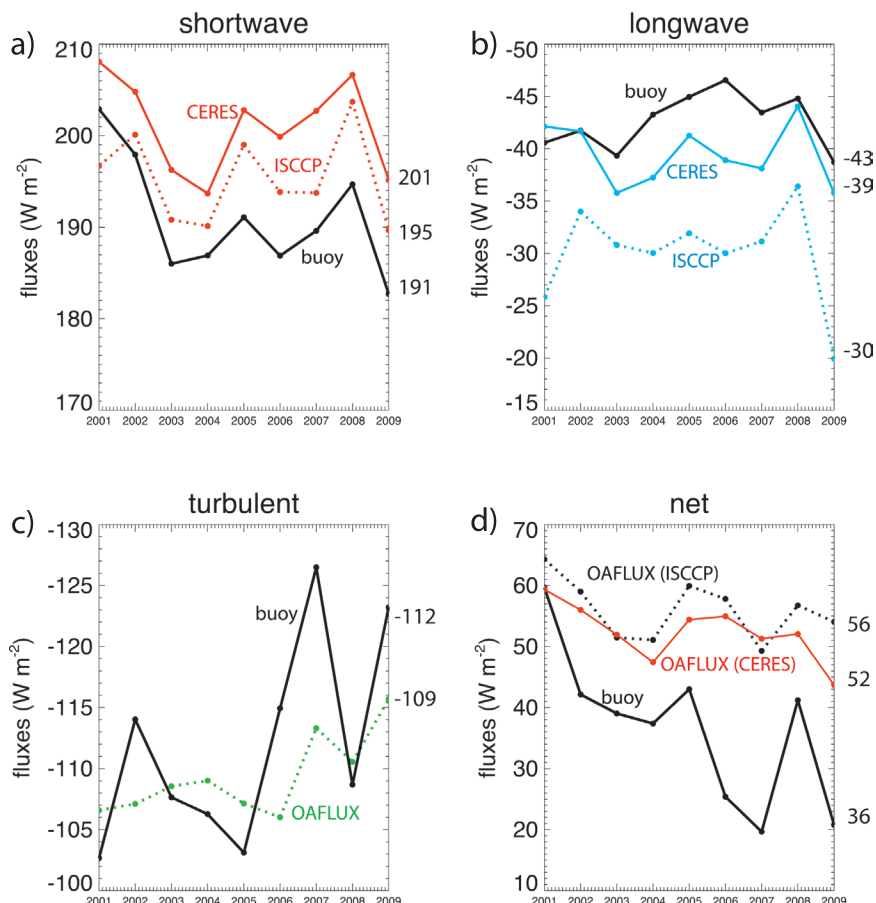 a)
shortwave
fluxes (W m-2)
210
200
190
180
170
CERES
ISCCP
buoy
201
195
191
2001 2002 2003 2004 2005 2006 2007 2008 2009
b)
longwave
fluxes (W m-2)
-50
-45
-40
-35
-30
-25
-20
-15
buoy
CERES
ISCCP
-43
-39
-30
2001 2002 2003 2004 2005 2006 2007 2008 2009
c)
turbulent
fluxes (W m-2)
-130
-125
-120
-115
-110
-105
-100
buoy
OAFLUX
-112
-109
2001 2002 2003 2004 2005 2006 2007 2008 2009
d)
net
fluxes (W m-2)
70
60
50
40
30
20
10
OAFLUX (ISCCP)
OAFLUX (CERES)
buoy
56
52
36
2001 2002 2003 2004 2005 2006 2007 2008 2009